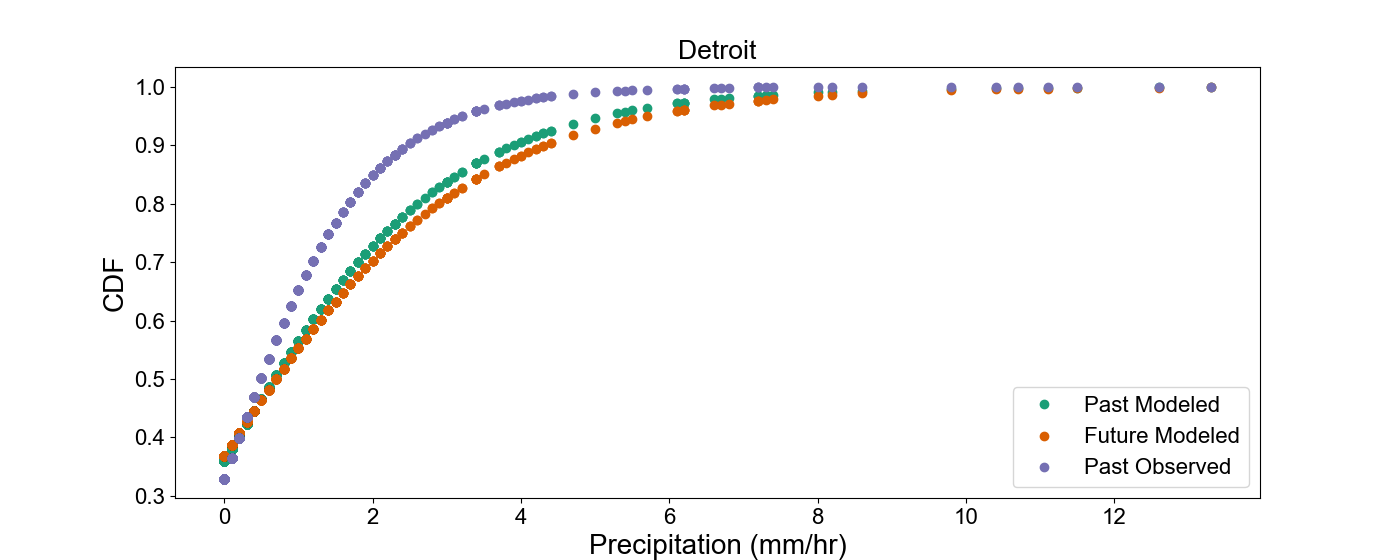 Detroit
CDF
1.0
0.9
0.8
0.7
0.6
0.5
0.4
0.3
0
2
4
6
8
10
12
Precipitation (mm/hr)
Past Modeled
Future Modeled
Past Observed